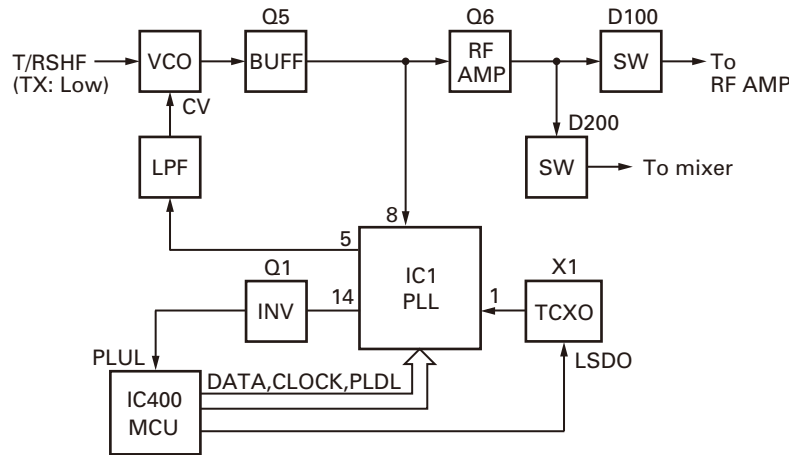 Q5
Q6
D100
T/RSHF
(TX: Low)
VCO
BUFF
RF
AMP
SW
To
RF AMP
CV
D200
LPF
SW
To mixer
8
5
IC1
PLL
Q1
X1
INV
14
1
TCXO
PLUL
LSDO
DATA,CLOCK,PLDL
IC400
MCU